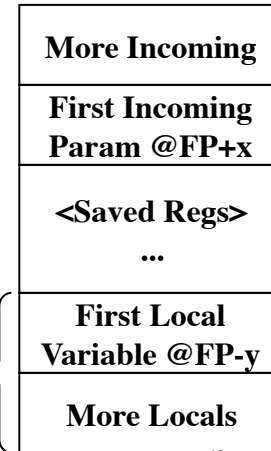 More Incoming
First Incoming
Param @FP+x
<Saved Regs>
...
First Local
Variable @FP-y
More Locals